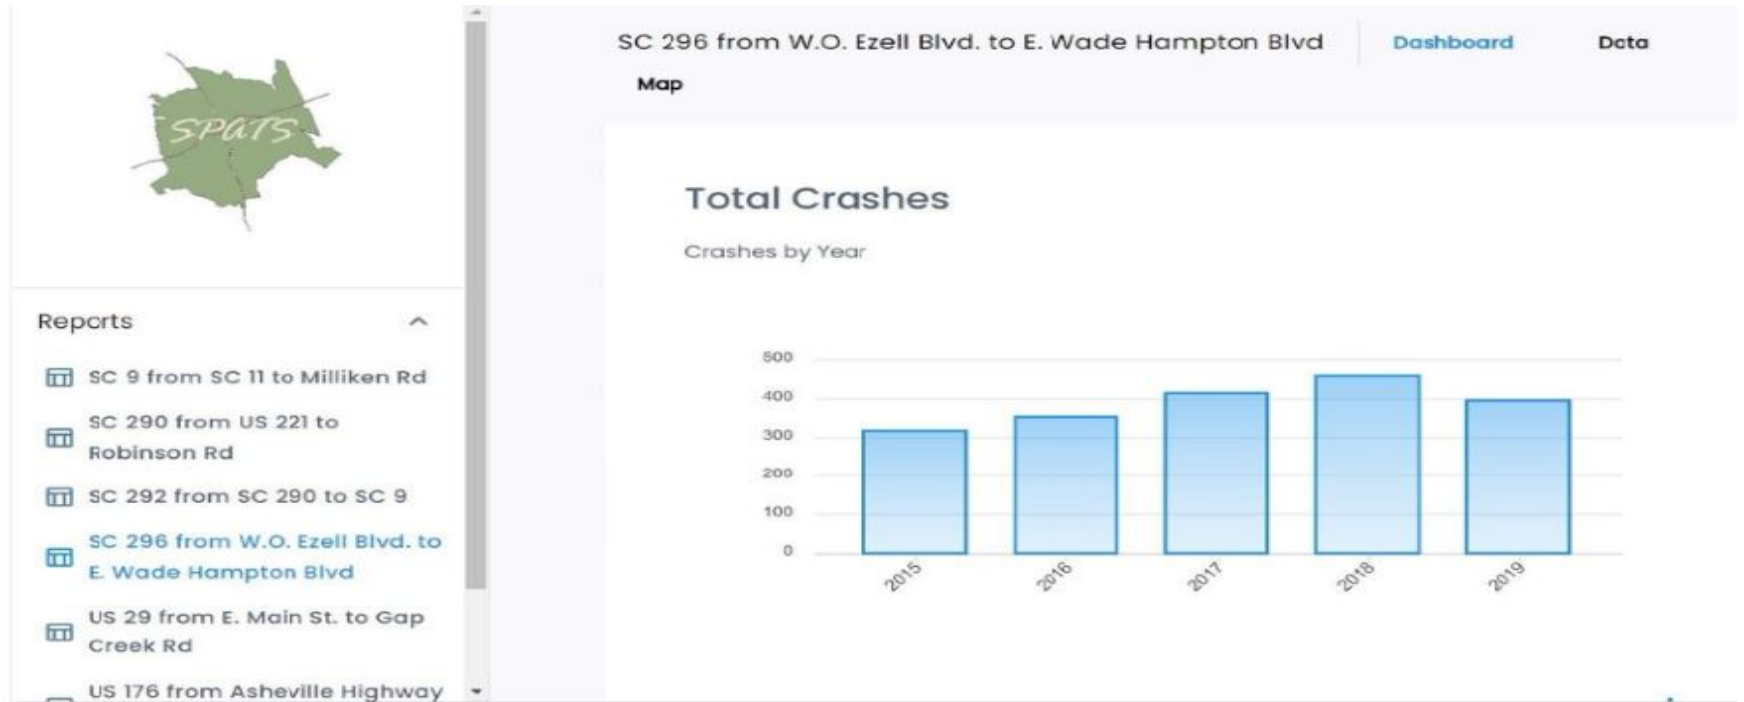 SPATS
Reports
SC 9 from SC 11 to Milliken Rd
SC 290 from US 221 to
Robinson Rd
SC 292 from SC 290 to SC 9
SC 296 from W.O. Ezell Blvd. to
E. Wade Hampton Blvd
US 29 from E. Main St. to Gap
Creek Rd
US 176 from Asheville Highway
SC 296 from W.O. Ezell Blvd. to E. Wade Hampton Blvd
Dashboard
Data
Map
Total Crashes
Crashes by Year
500
400
300
200
100
0
2015
2016
2017
2018
2019